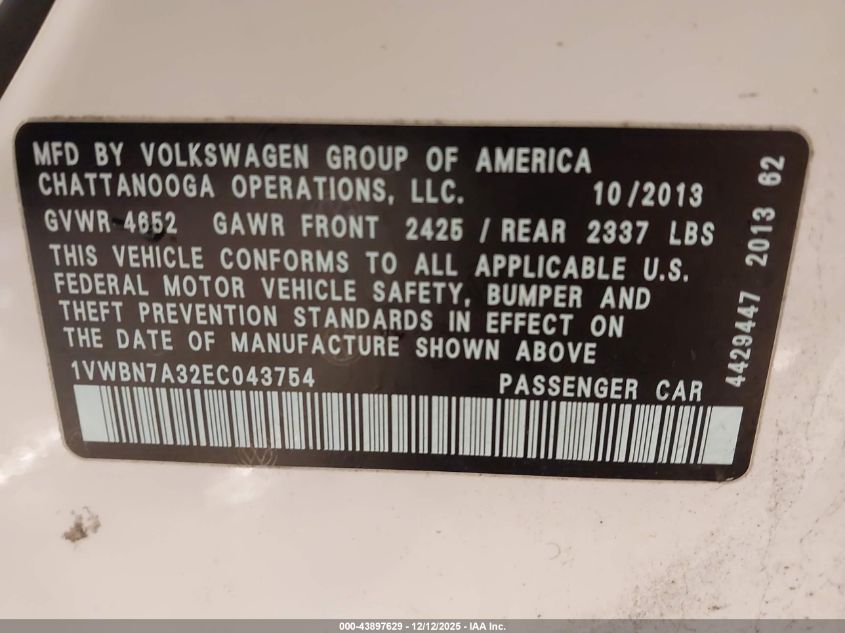 MFD BY VOLKSWAGEN GROUP OF AMERICA
CHATTANOOGA OPERATIONS, LLC. 10/2013
GVWR 4652 GAWR FRONT 2425 / REAR 2337 LBS
THIS VEHICLE CONFORMS TO ALL APPLICABLE U.S.
FEDERAL MOTOR VEHICLE SAFETY, BUMPER AND
THEFT PREVENTION STANDARDS IN EFFECT ON
THE DATE OF MANUFACTURE SHOWN ABOVE
1VWBN7A32EC043754 PASSENGER CAR
4429447 2013 62
000-43897629 - 12/12/2025 - IAA Inc.